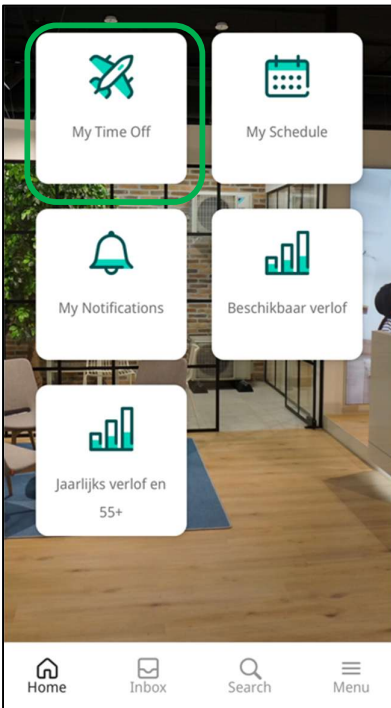 My Time Off
My Schedule
My Notifications
Beschikbaar verlof
Jaarlijks verlof en
55+
Home
Inbox
Search
Menu